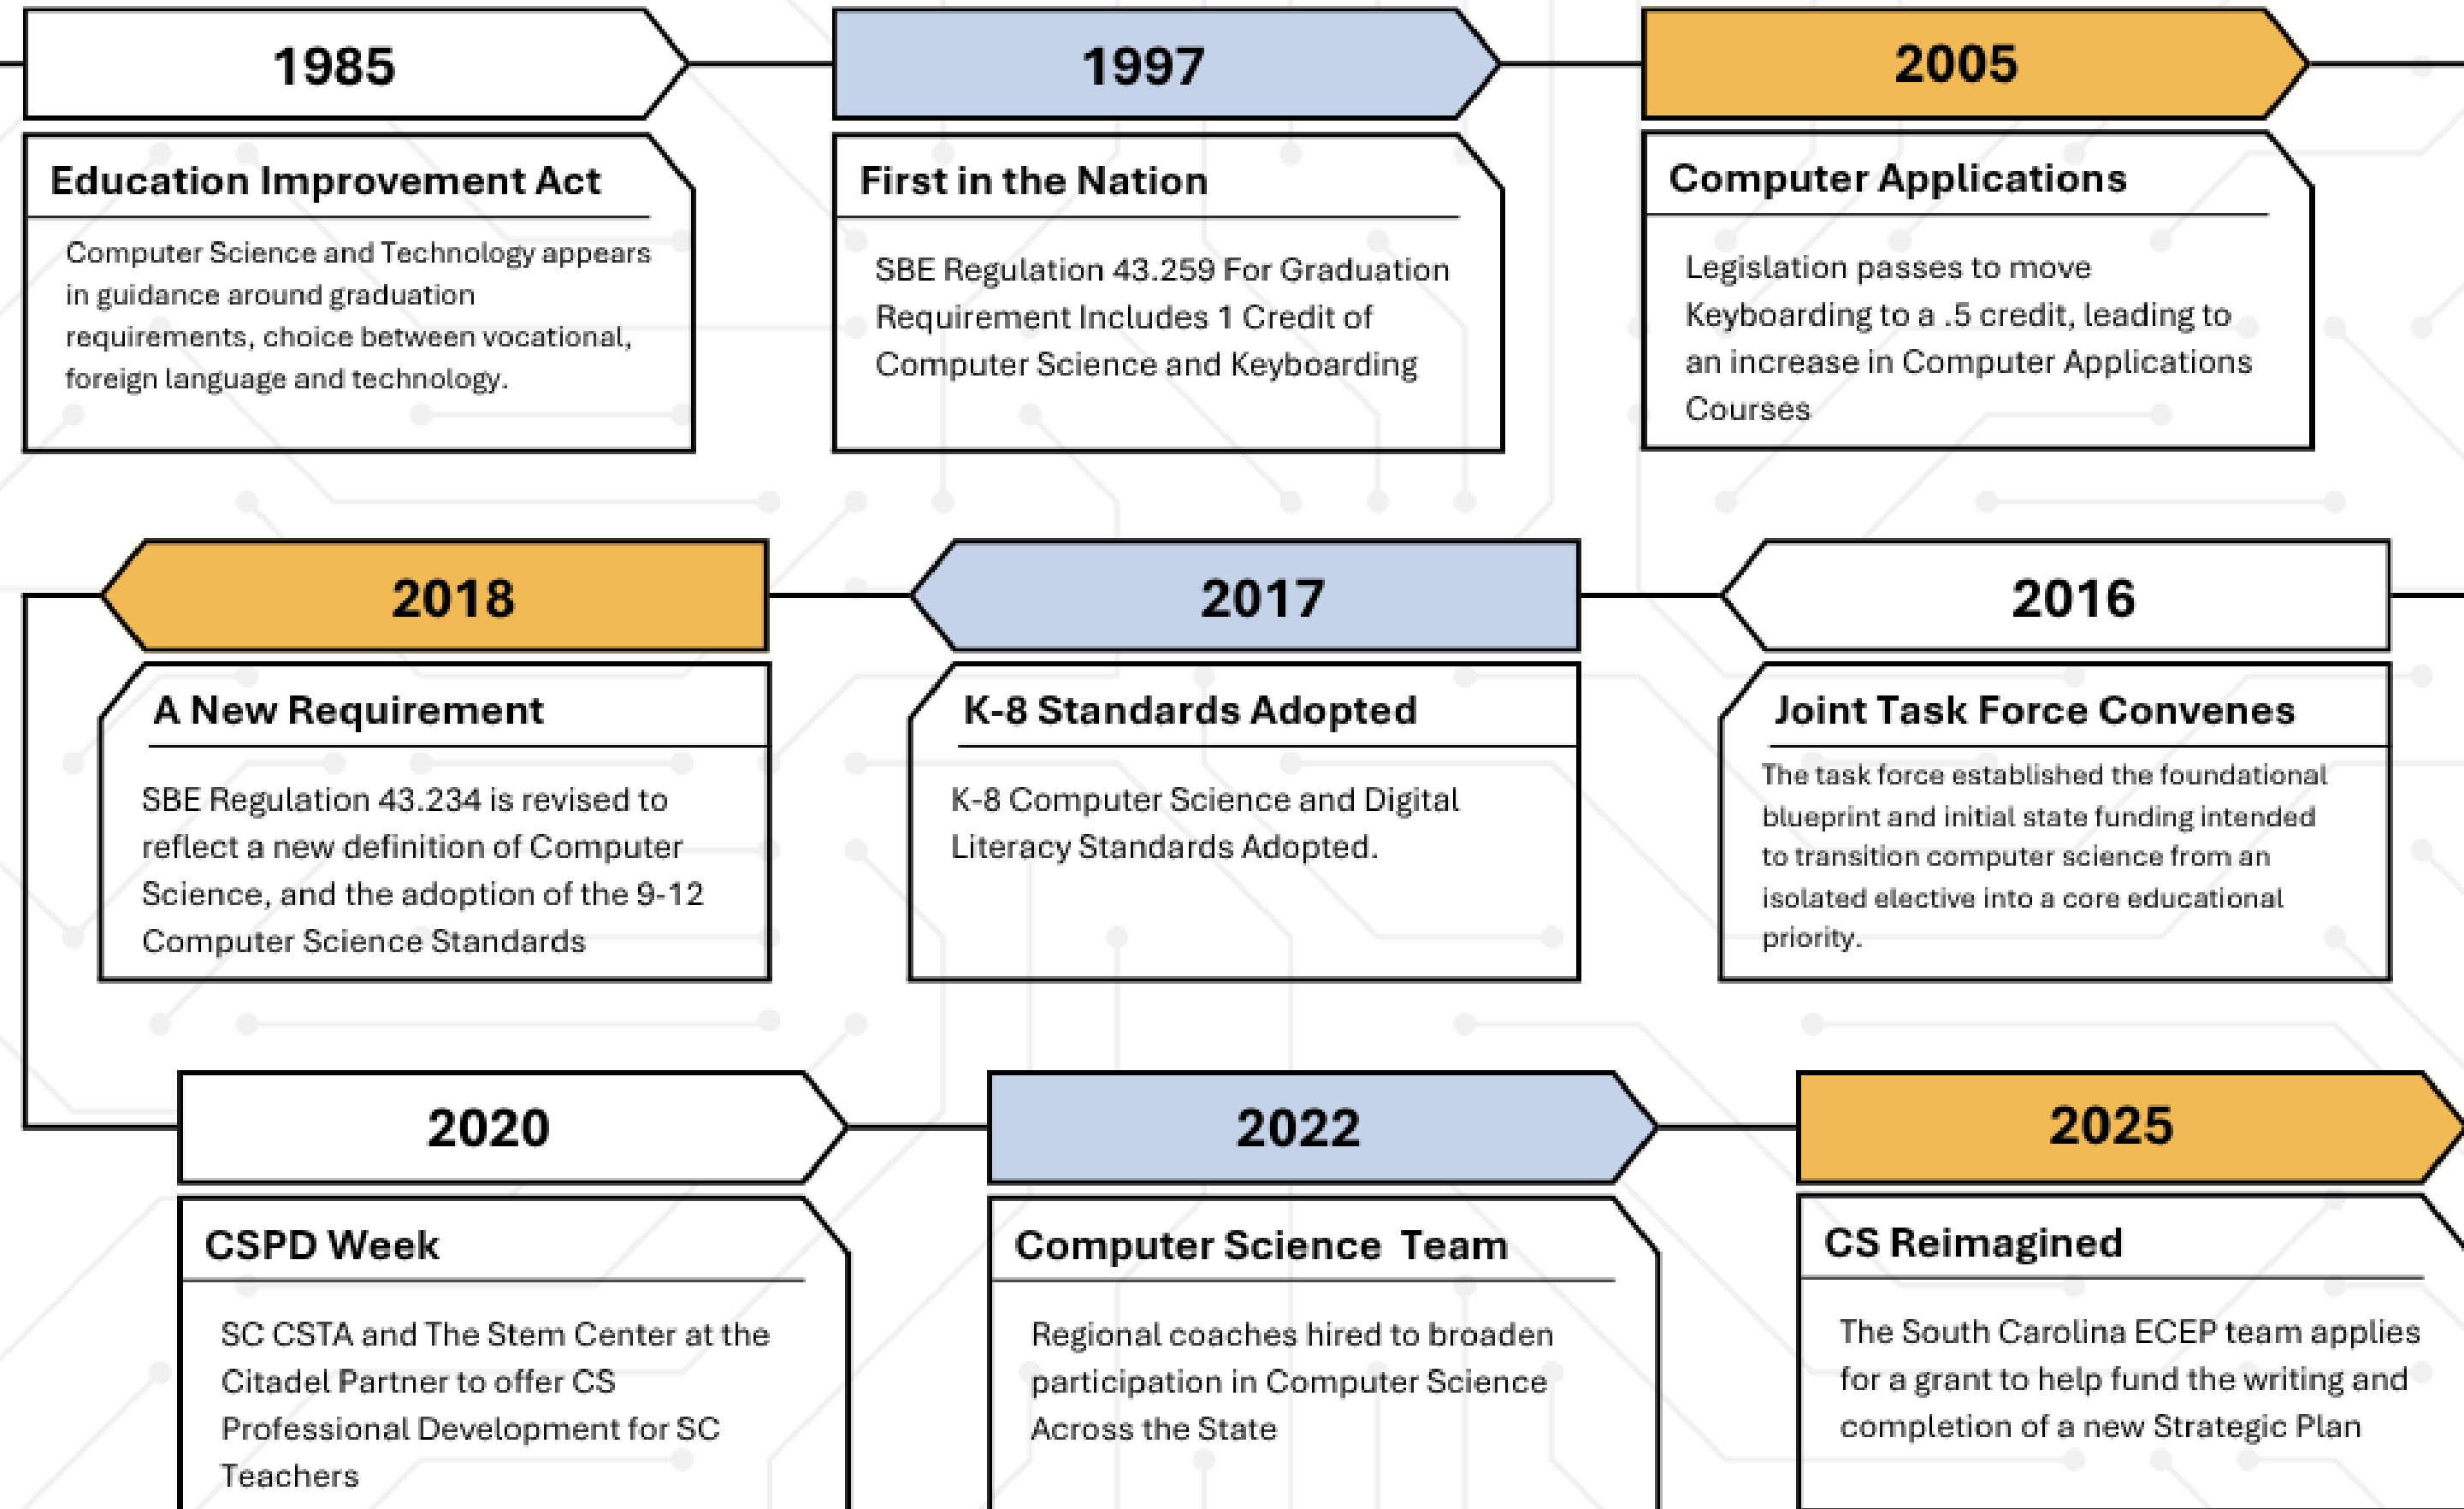 1985
Education Improvement Act
Computer Science and Technology appears
in guidance around graduation
requirements, choice between vocational,
foreign language and technology.
1997
First in the Nation
SBE Regulation 43.259 For Graduation
Requirement Includes 1 Credit of
Computer Science and Keyboarding
2005
Computer Applications
Legislation passes to move
Keyboarding to a .5 credit, leading to
an increase in Computer Applications
Courses
2016
Joint Task Force Convenes
The task force established the foundational
blueprint and initial state funding intended
to transition computer science from an
isolated elective into a core educational
priority.
2017
K-8 Standards Adopted
K-8 Computer Science and Digital
Literacy Standards Adopted.
2018
A New Requirement
SBE Regulation 43.234 is revised to
reflect a new definition of Computer
Science, and the adoption of the 9-12
Computer Science Standards
2020
CSPD Week
SC CSTA and The Stem Center at the
Citadel Partner to offer CS
Professional Development for SC
Teachers
2022
Computer Science  Team
Regional coaches hired to broaden
participation in Computer Science
Across the State
2025
CS Reimagined
The South Carolina ECEP team applies
for a grant to help fund the writing and
completion of a new Strategic Plan